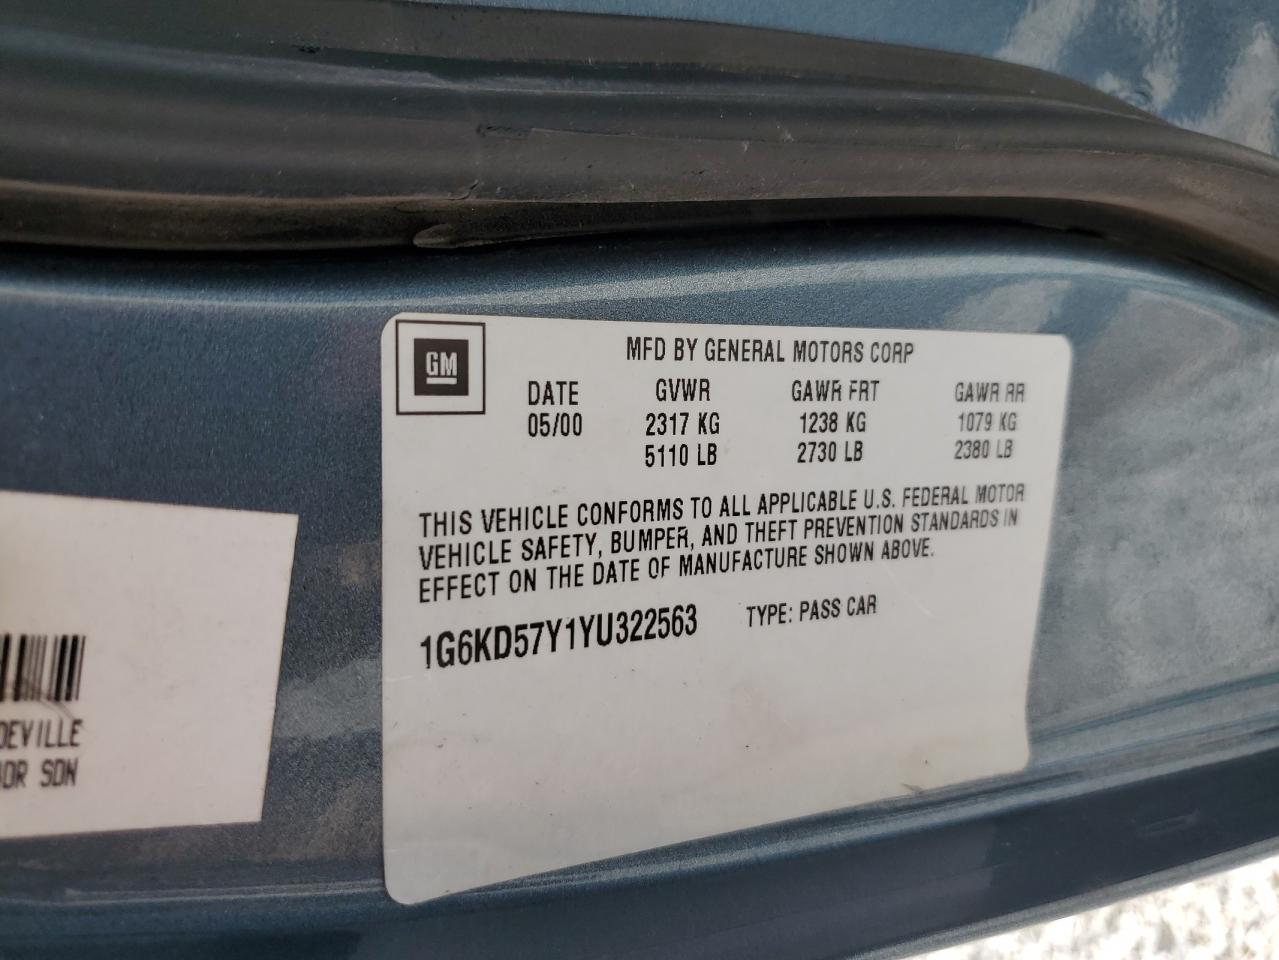 GM
MFD BY GENERAL MOTORS CORP
DATE GVWR GAWR FRT GAWR RR
05/00 2317 KG 1238 KG 1079 KG
5110 LB 2730 LB 2380 LB
THIS VEHICLE CONFORMS TO ALL APPLICABLE U.S. FEDERAL MOTOR
VEHICLE SAFETY, BUMPER, AND THEFT PREVENTION STANDARDS IN
EFFECT ON THE DATE OF MANUFACTURE SHOWN ABOVE.
1G6KD57Y1YU322563 TYPE: PASS CAR
DEVILLE
4DR SDN